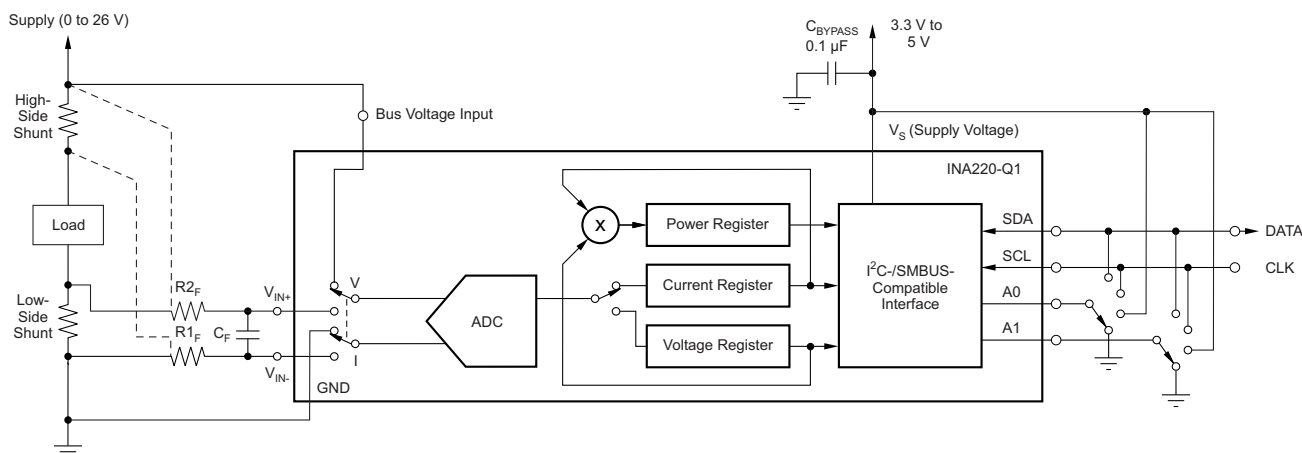 Supply (0 to 26 V)
C_BYPASS
0.1 µF
3.3 V to
5 V
High-
Side
Shunt
Bus Voltage Input
V_S (Supply Voltage)
INA220-Q1
Load
Low-
Side
Shunt
R2_F
R1_F
C_F
V_IN+
V_IN-
GND
V
I
ADC
X
Power Register
Current Register
Voltage Register
I²C-/SMBUS-
Compatible
Interface
SDA
SCL
A0
A1
DATA
CLK